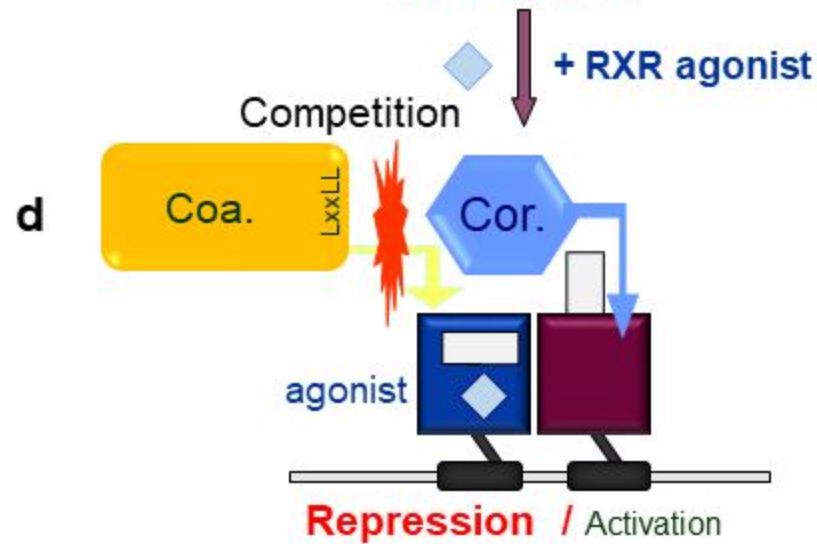 + RXR agonist
Competition
d
Coa.
LxxLL
Cor.
agonist
Repression / Activation